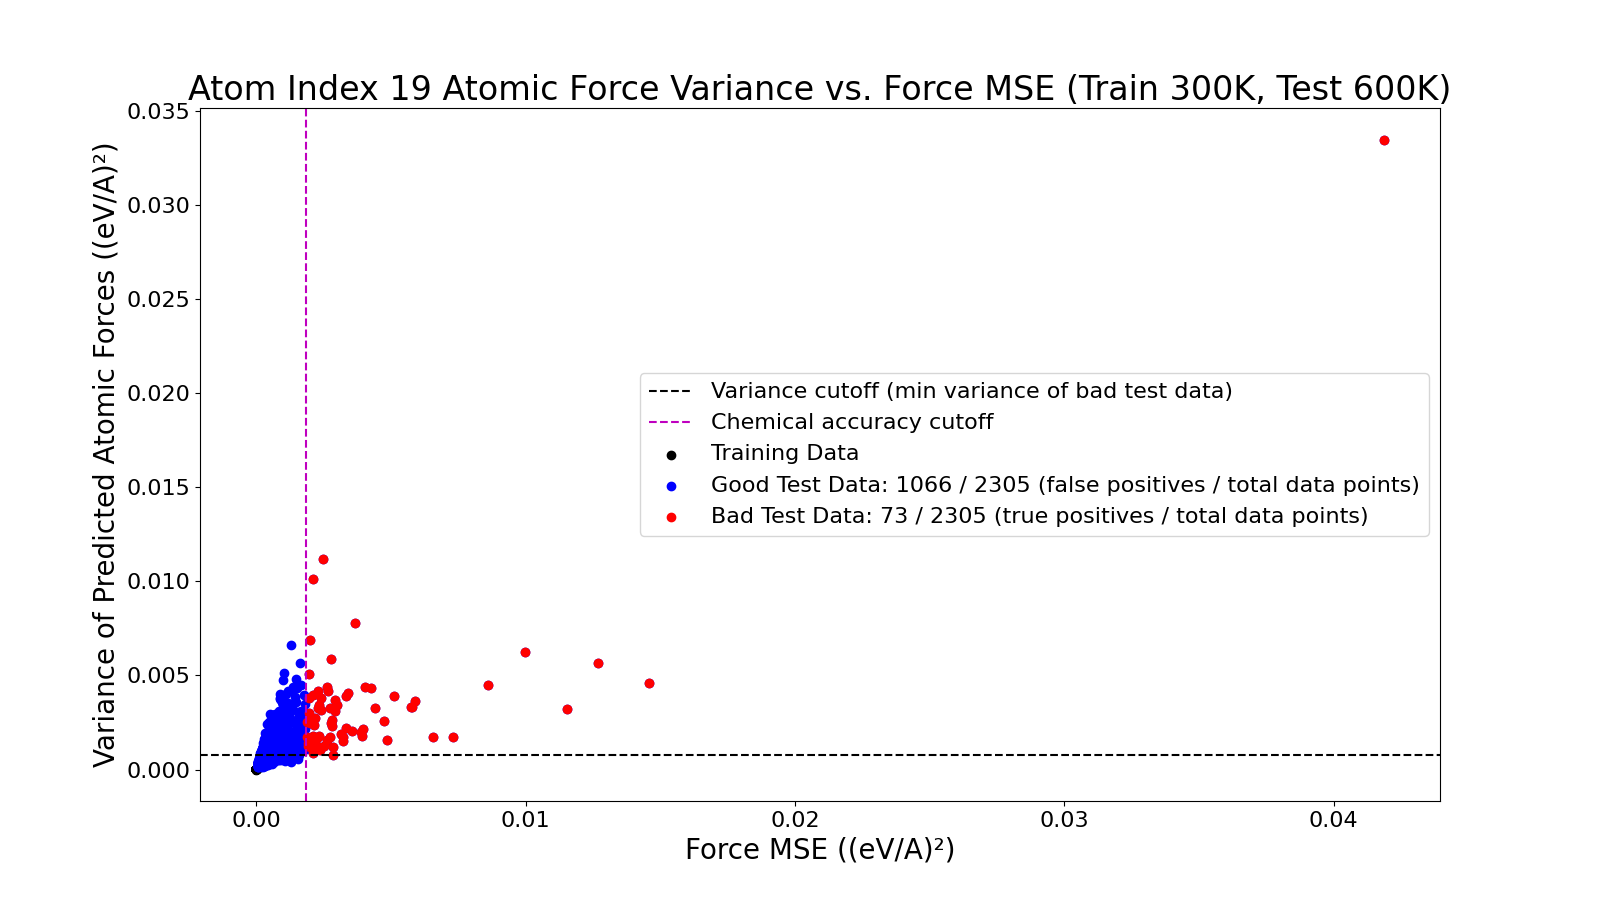 Atom Index 19 Atomic Force Variance vs. Force MSE (Train 300K, Test 600K)
Variance of Predicted Atomic Forces ((eV/A)²)
0.035
0.030
0.025
0.020
0.015
0.010
0.005
0.000
Variance cutoff (min variance of bad test data)
Chemical accuracy cutoff
Training Data
Good Test Data: 1066 / 2305 (false positives / total data points)
Bad Test Data: 73 / 2305 (true positives / total data points)
0.00 0.01 0.02 0.03 0.04
Force MSE ((eV/A)²)